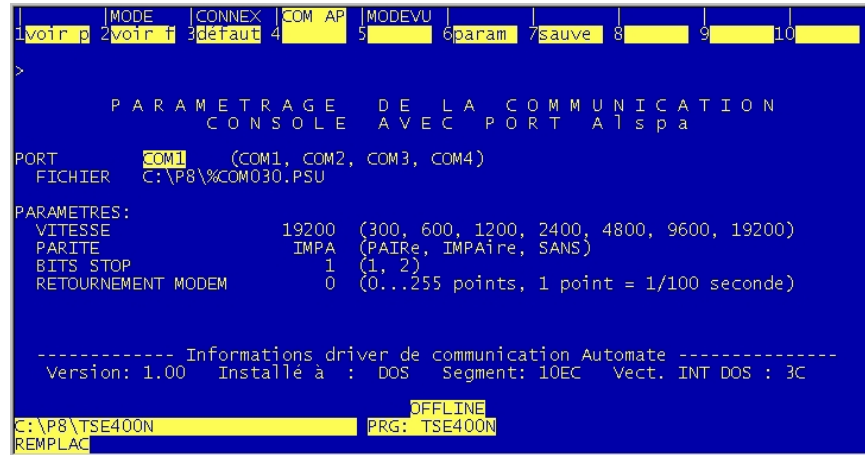 |MODE |CONNEX |COM AP |MODEVU | | | | |
1voir p 2voir f 3défaut 4 5 6param 7sauve 8 9 10
>
P A R A M E T R A G E D E L A C O M M U N I C A T I O N
C O N S O L E A V E C P O R T A l s p a
PORT COM1 (COM1, COM2, COM3, COM4)
FICHIER C:\P8\%COM030.PSU
PARAMETRES:
VITESSE 19200 (300, 600, 1200, 2400, 4800, 9600, 19200)
PARITE IMPA (PAIRe, IMPAire, SANS)
BITS STOP 1 (1, 2)
RETOURNEMENT MODEM 0 (0...255 points, 1 point = 1/100 seconde)
------------- Informations driver de communication Automate ---------------
Version: 1.00 Installé à : DOS Segment: 10EC Vect. INT DOS : 3C
OFFLINE
C:\P8\TSE400N PRG: TSE400N
REMPLAC